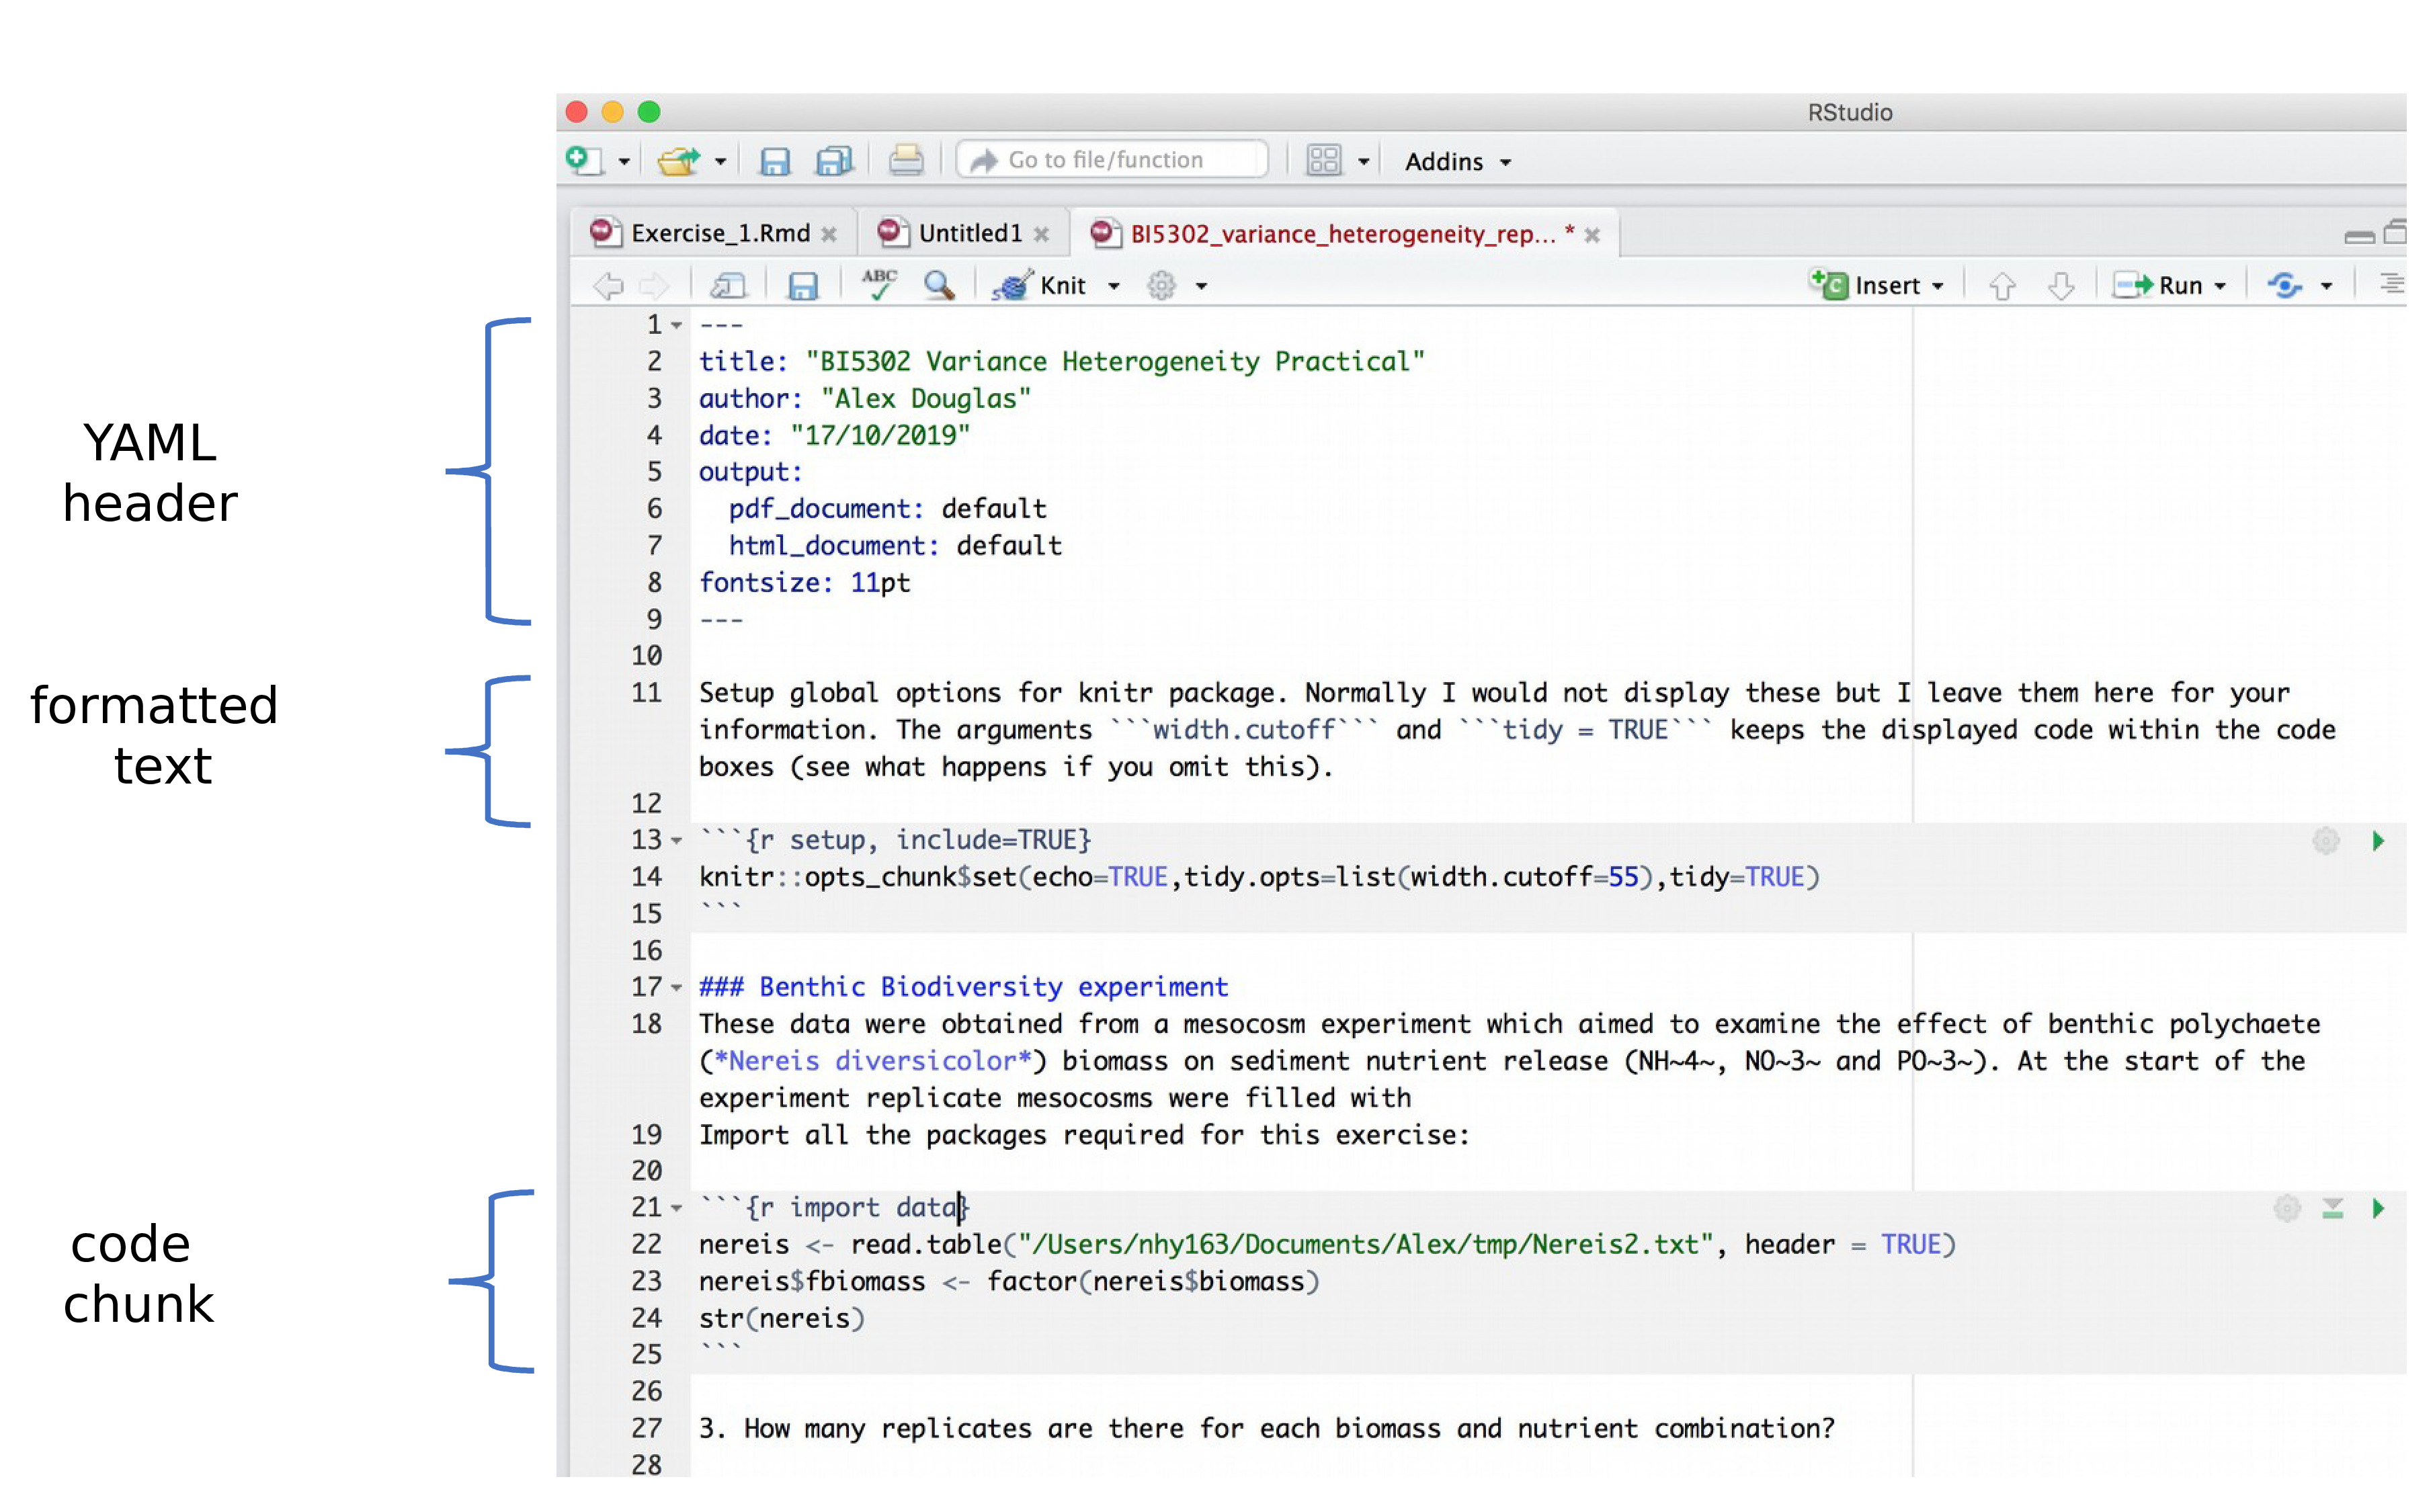 RStudio
Go to file/function
Addins
Exercise_1.Rmd
Untitled1
BI5302_variance_heterogeneity_rep... *
ABC
Knit
Insert
Run
YAML
header
formatted
text
code
chunk
1 ---
2 title: "BI5302 Variance Heterogeneity Practical"
3 author: "Alex Douglas"
4 date: "17/10/2019"
5 output:
6   pdf_document: default
7   html_document: default
8 fontsize: 11pt
9 ---
10
11 Setup global options for knitr package. Normally I would not display these but I leave them here for your
information. The arguments ```width.cutoff``` and ```tidy = TRUE``` keeps the displayed code within the code
boxes (see what happens if you omit this).
12
13 ```{r setup, include=TRUE}
14 knitr::opts_chunk$set(echo=TRUE,tidy.opts=list(width.cutoff=55),tidy=TRUE)
15 ```
16
17 ### Benthic Biodiversity experiment
18 These data were obtained from a mesocosm experiment which aimed to examine the effect of benthic polychaete
(*Nereis diversicolor*) biomass on sediment nutrient release (NH~4~, NO~3~ and PO~3~). At the start of the
experiment replicate mesocosms were filled with
19 Import all the packages required for this exercise:
20
21 ```{r import data}
22 nereis <- read.table("/Users/nhy163/Documents/Alex/tmp/Nereis2.txt", header = TRUE)
23 nereis$fbiomass <- factor(nereis$biomass)
24 str(nereis)
25 ```
26
27 3. How many replicates are there for each biomass and nutrient combination?
28